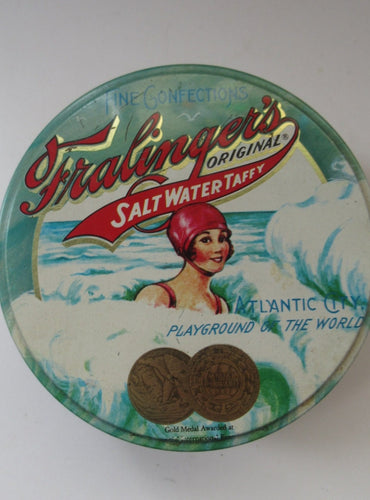 FINE CONFECTIONS
Fralinger's
ORIGINAL®
SALT WATER TAFFY
ATLANTIC CITY,
PLAYGROUND OF THE WORLD
Gold Medal Awarded at